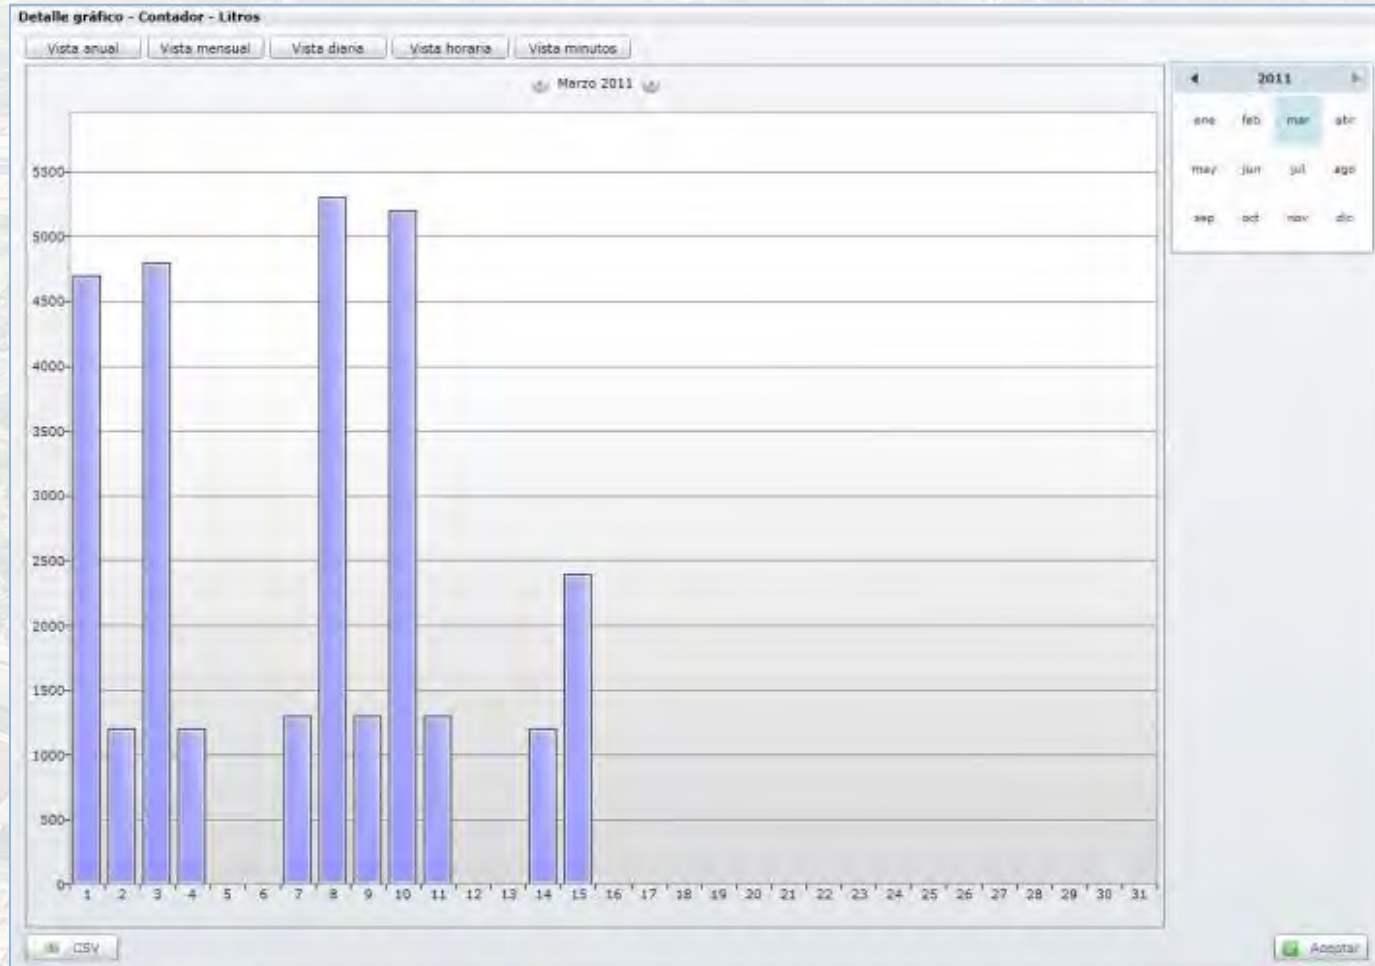 Detalle gráfico - Contador - Litros
Vista anual Vista mensual Vista diaria Vista horaria Vista minutos
Marzo 2011
2011
ene feb mar abr
may jun jul ago
sep oct nov dic
5500
5000
4500
4000
3500
3000
2500
2000
1500
1000
500
0
1 2 3 4 5 6 7 8 9 10 11 12 13 14 15 16 17 18 19 20 21 22 23 24 25 26 27 28 29 30 31
CSV Aceptar